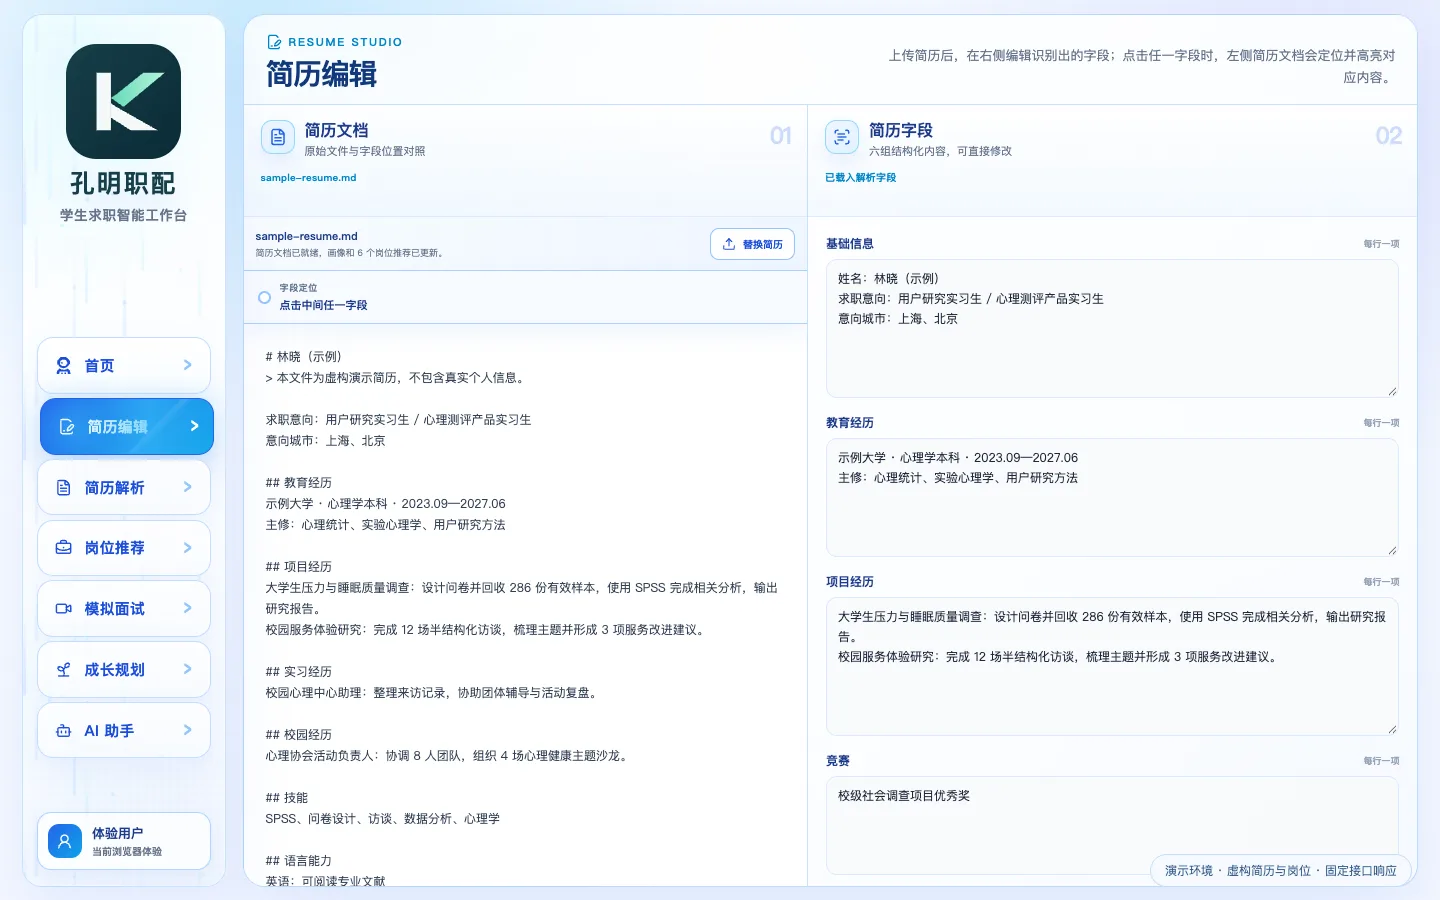 孔明职配
学生求职智能工作台
首页
简历编辑
简历解析
岗位推荐
模拟面试
成长规划
AI 助手
体验用户
当前浏览器体验
RESUME STUDIO
简历编辑
上传简历后，在右侧编辑识别出的字段；点击任一字段时，左侧简历文档会定位并高亮对
应内容。
简历文档
原始文件与字段位置对照
01
sample-resume.md
sample-resume.md
简历文档已就绪，画像和 6 个岗位推荐已更新。
替换简历
字段定位
点击中间任一字段
# 林晓（示例）
> 本文件为虚构演示简历，不包含真实个人信息。
求职意向：用户研究实习生 / 心理测评产品实习生
意向城市：上海、北京
## 教育经历
示例大学 · 心理学本科 · 2023.09—2027.06
主修：心理统计、实验心理学、用户研究方法
## 项目经历
大学生压力与睡眠质量调查：设计问卷并回收 286 份有效样本，使用 SPSS 完成相关分析，输出
研究报告。
校园服务体验研究：完成 12 场半结构化访谈，梳理主题并形成 3 项服务改进建议。
## 实习经历
校园心理中心助理：整理来访记录，协助团体辅导与活动复盘。
## 校园经历
心理协会活动负责人：协调 8 人团队，组织 4 场心理健康主题沙龙。
## 技能
SPSS、问卷设计、访谈、数据分析、心理学
## 语言能力
英语：可阅读专业文献
简历字段
六组结构化内容，可直接修改
02
已载入解析字段
基础信息
每行一项
姓名：林晓（示例）
求职意向：用户研究实习生 / 心理测评产品实习生
意向城市：上海、北京
教育经历
每行一项
示例大学 · 心理学本科 · 2023.09—2027.06
主修：心理统计、实验心理学、用户研究方法
项目经历
每行一项
大学生压力与睡眠质量调查：设计问卷并回收 286 份有效样本，使用 SPSS 完成相关分析，输出研究报
告。
校园服务体验研究：完成 12 场半结构化访谈，梳理主题并形成 3 项服务改进建议。
竞赛
每行一项
校级社会调查项目优秀奖
演示环境 · 虚构简历与岗位 · 固定接口响应